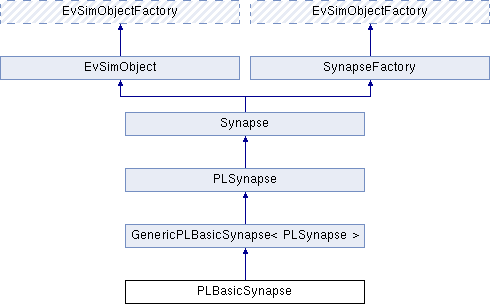 EvSimObjectFactory EvSimObjectFactory
EvSimObject SynapseFactory
Synapse
PLSynapse
GenericPLBasicSynapse< PLSynapse >
PLBasicSynapse